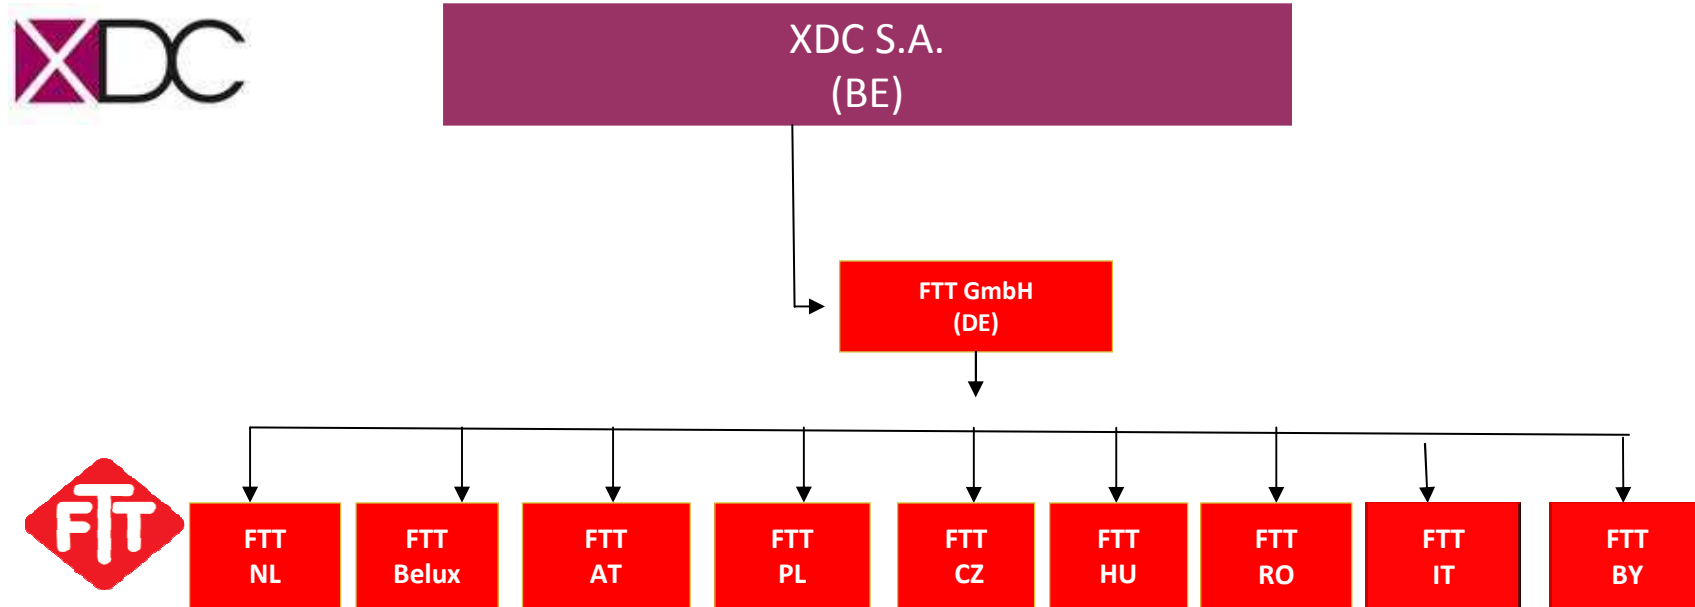 XDC
XDC S.A.
(BE)
FTT GmbH
(DE)
FTT
FTT
NL
FTT
Belux
FTT
AT
FTT
PL
FTT
CZ
FTT
HU
FTT
RO
FTT
IT
FTT
BY